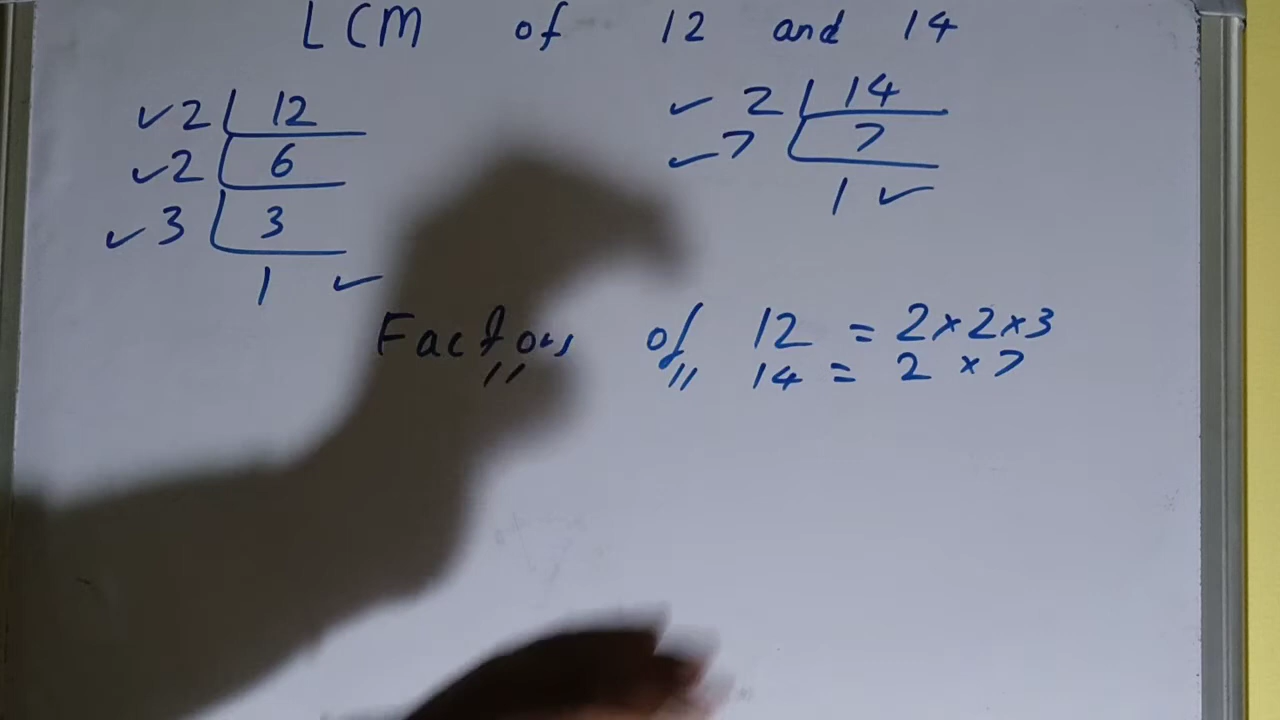 LCM of 12 and 14
✓2 12
✓2 6
✓3 3
1 ✓
✓ 2 14
✓7 7
1 ✓
Factors of 12 = 2×2×3
" " 14 = 2 ×7